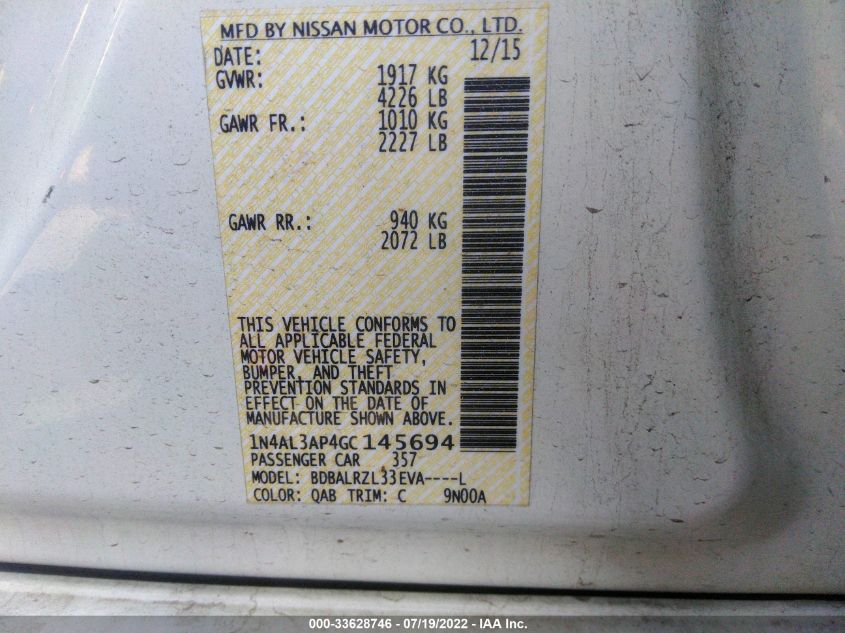 MFD BY NISSAN MOTOR CO., LTD.
DATE: 12/15
GVWR: 1917 KG
4226 LB
GAWR FR.: 1010 KG
2227 LB
GAWR RR.: 940 KG
2072 LB
THIS VEHICLE CONFORMS TO
ALL APPLICABLE FEDERAL
MOTOR VEHICLE SAFETY,
BUMPER, AND THEFT
PREVENTION STANDARDS IN
EFFECT ON THE DATE OF
MANUFACTURE SHOWN ABOVE.
1N4AL3AP4GC145694
PASSENGER CAR 357
MODEL: BDBALRZL33EVA----L
COLOR: QAB TRIM: C 9N00A
000-33628746 - 07/19/2022 - IAA Inc.